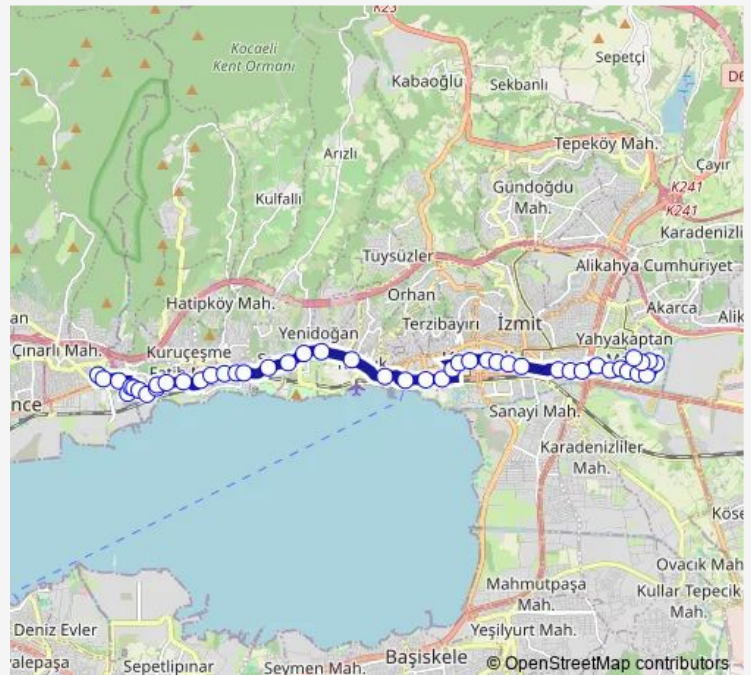 K23
Kocaeli
Kent Ormanı
Kabaoğlu
Sekbanlı
Sepetçi
D6
Tepeköy Mah.
Arızlı
Çayır
Gündoğdu
Mah.
K241
K241
Kulfallı
Karadenizli
Tüysüzler
Alikahya Cumhuriyet
Orhan
Hatipköy Mah.
Akarca
Alik
Terzibayırı
İzmit
Yenidoğan
Yahyakaptan
an
Çınarlı Mah.
Kuruçeşme
Fatih
nce
Sanayi Mah.
Karadenizliler
Mah.
Köse
Ovacık Mah
Mahmutpaşa
Mah.
Kullar Tepecik
Mah.
Deniz Evler
Yeşilyurt Mah.
Başiskele
alepaşa
Sepetlipınar
Seymen Mah.
© OpenStreetMap contributors